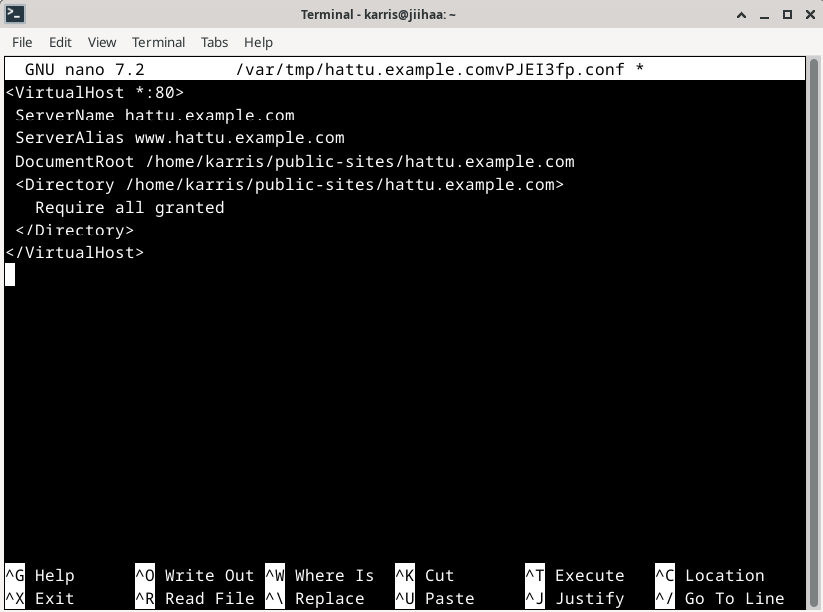 Terminal - karris@jiihaa: ~
File Edit View Terminal Tabs Help
GNU nano 7.2 /var/tmp/hattu.example.comvPJEI3fp.conf *
<VirtualHost *:80>
 ServerName hattu.example.com
 ServerAlias www.hattu.example.com
 DocumentRoot /home/karris/public-sites/hattu.example.com
 <Directory /home/karris/public-sites/hattu.example.com>
   Require all granted
 </Directory>
</VirtualHost>
^G Help ^O Write Out ^W Where Is ^K Cut ^T Execute ^C Location
^X Exit ^R Read File ^\ Replace ^U Paste ^J Justify ^/ Go To Line